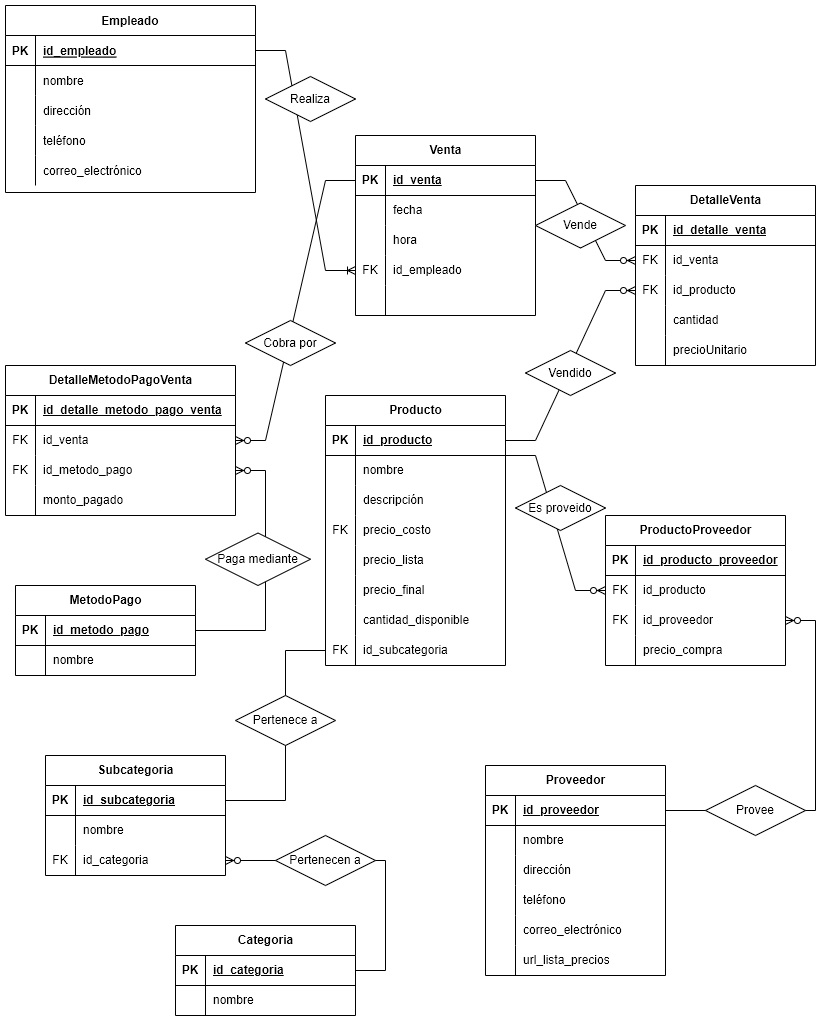 Empleado
PK id_empleado
nombre
dirección
teléfono
correo_electrónico
Realiza
Venta
PK id_venta
fecha
hora
FK id_empleado
Vende
DetalleVenta
PK id_detalle_venta
FK id_venta
FK id_producto
cantidad
precioUnitario
Cobra por
Vendido
DetalleMetodoPagoVenta
PK id_detalle_metodo_pago_venta
FK id_venta
FK id_metodo_pago
monto_pagado
Producto
PK id_producto
nombre
descripción
FK precio_costo
precio_lista
precio_final
cantidad_disponible
FK id_subcategoria
Es proveido
ProductoProveedor
PK id_producto_proveedor
FK id_producto
FK id_proveedor
precio_compra
Paga mediante
MetodoPago
PK id_metodo_pago
nombre
Pertenece a
Subcategoria
PK id_subcategoria
nombre
FK id_categoria
Pertenecen a
Proveedor
PK id_proveedor
nombre
dirección
teléfono
correo_electrónico
url_lista_precios
Provee
Categoria
PK id_categoria
nombre